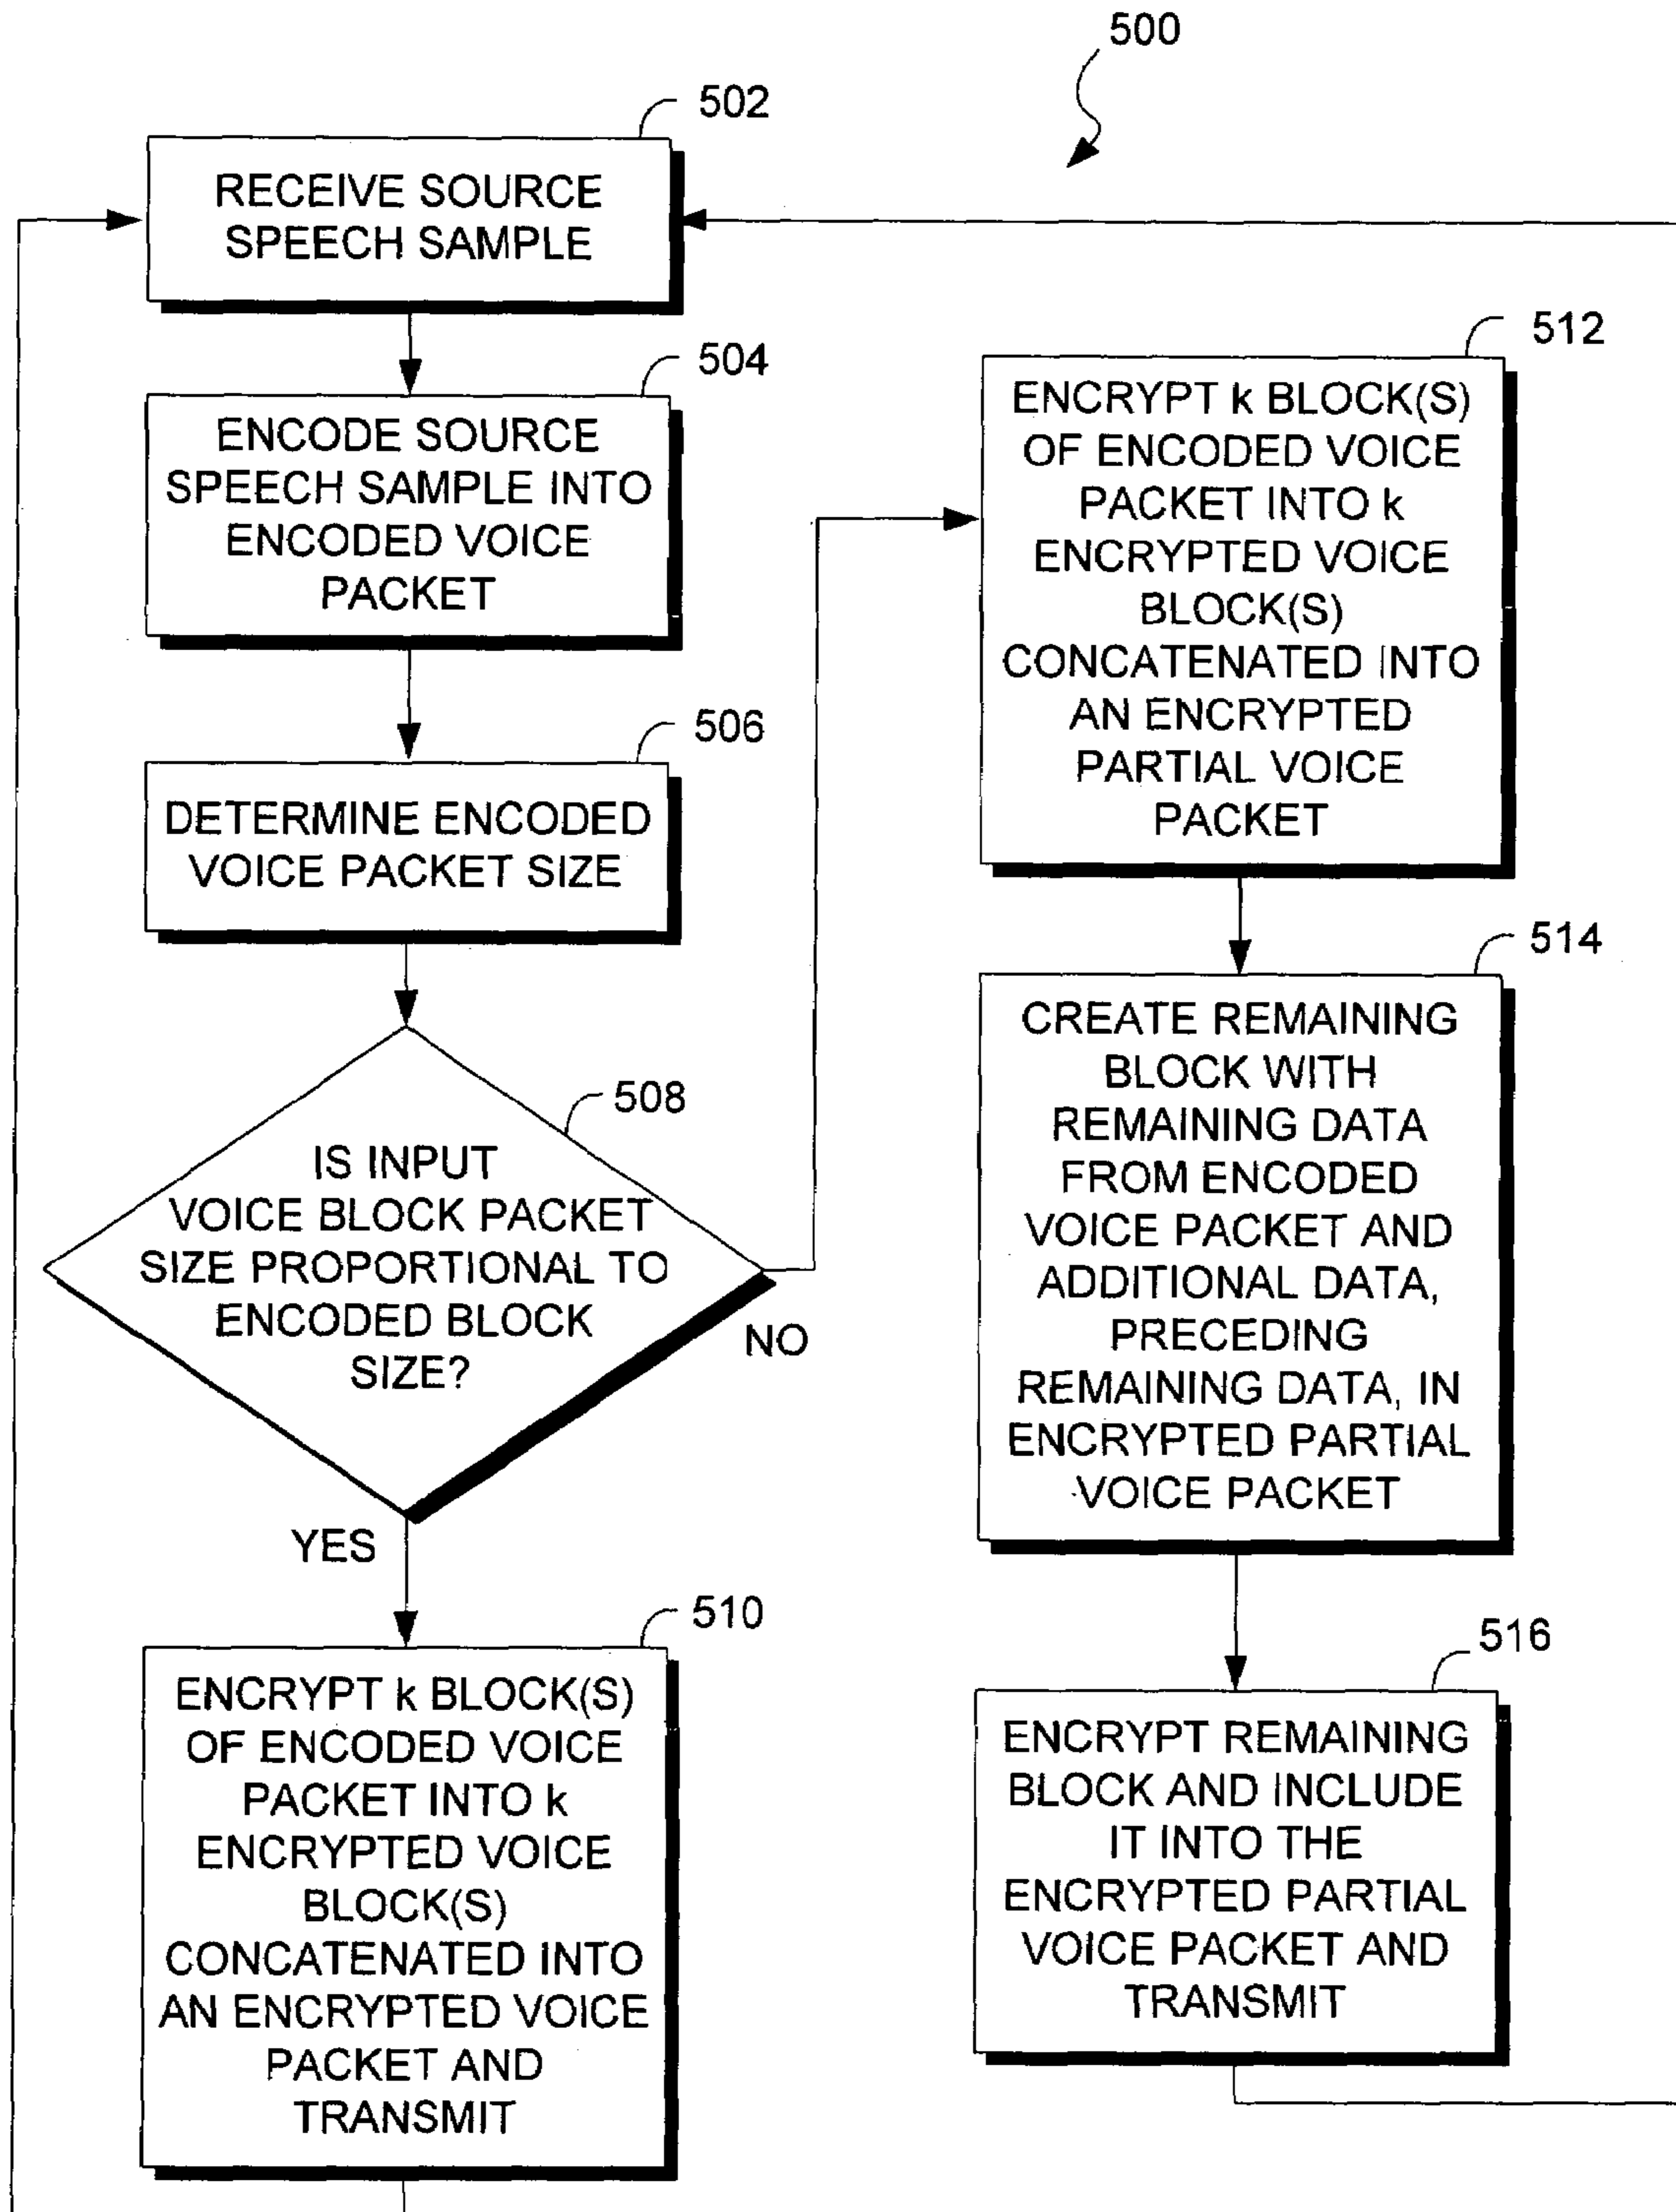 500
502
RECEIVE SOURCE
SPEECH SAMPLE
504
ENCODE SOURCE
SPEECH SAMPLE INTO
ENCODED VOICE
PACKET
506
DETERMINE ENCODED
VOICE PACKET SIZE
508
IS INPUT
VOICE BLOCK PACKET
SIZE PROPORTIONAL TO
ENCODED BLOCK
SIZE?
NO
YES
510
ENCRYPT k BLOCK(S)
OF ENCODED VOICE
PACKET INTO k
ENCRYPTED VOICE
BLOCK(S)
CONCATENATED INTO
AN ENCRYPTED VOICE
PACKET AND
TRANSMIT
512
ENCRYPT k BLOCK(S)
OF ENCODED VOICE
PACKET INTO k
ENCRYPTED VOICE
BLOCK(S)
CONCATENATED INTO
AN ENCRYPTED
PARTIAL VOICE
PACKET
514
CREATE REMAINING
BLOCK WITH
REMAINING DATA
FROM ENCODED
VOICE PACKET AND
ADDITIONAL DATA,
PRECEDING
REMAINING DATA, IN
ENCRYPTED PARTIAL
VOICE PACKET
516
ENCRYPT REMAINING
BLOCK AND INCLUDE
IT INTO THE
ENCRYPTED PARTIAL
VOICE PACKET AND
TRANSMIT